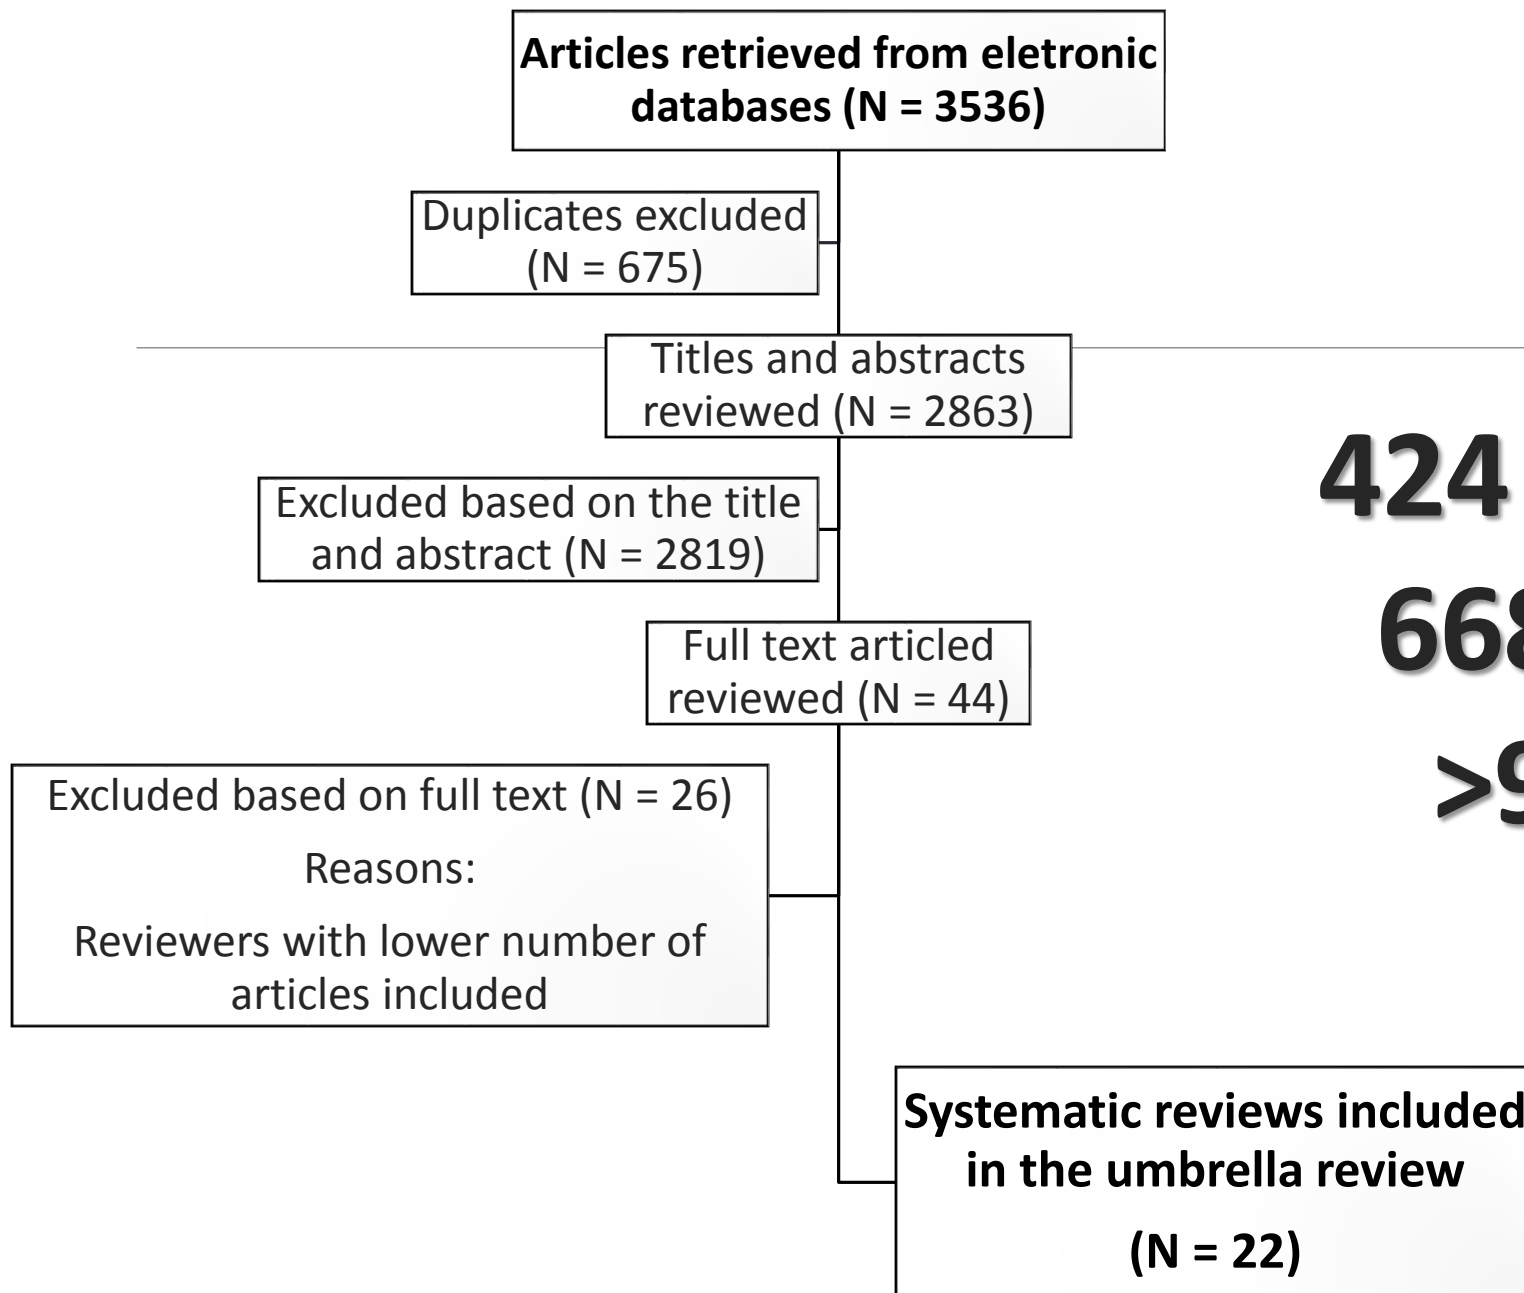 Articles retrieved from eletronic
databases (N = 3536)
Duplicates excluded
(N = 675)
Titles and abstracts
reviewed (N = 2863)
Excluded based on the title
and abstract (N = 2819)
Full text articled
reviewed (N = 44)
Excluded based on full text (N = 26)
Reasons:
Reviewers with lower number of
articles included
Systematic reviews included
in the umbrella review
(N = 22)
424
668
>9